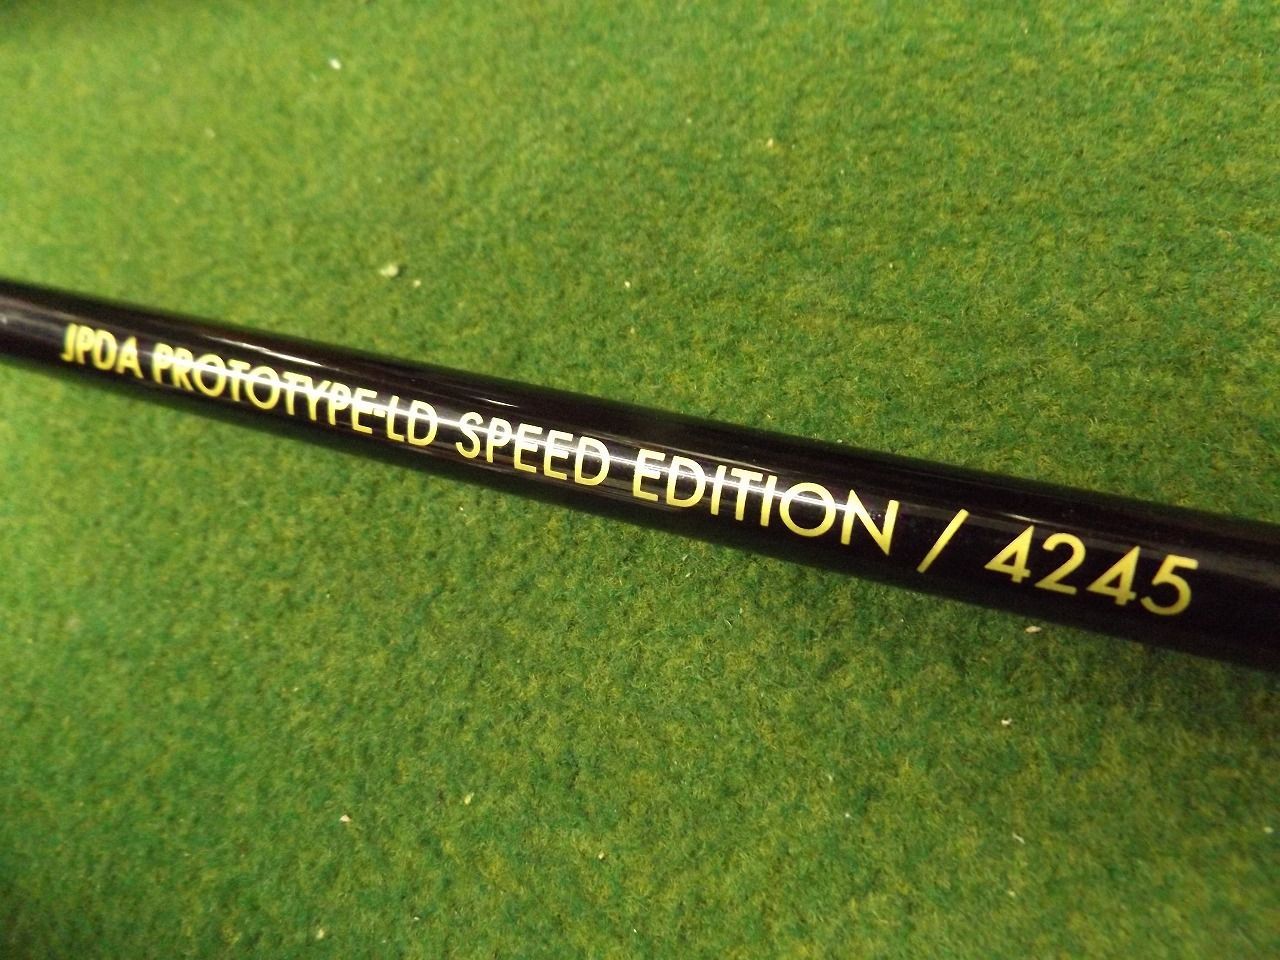 JPDA PROTOTYPE-LD SPEED EDITION / 4245